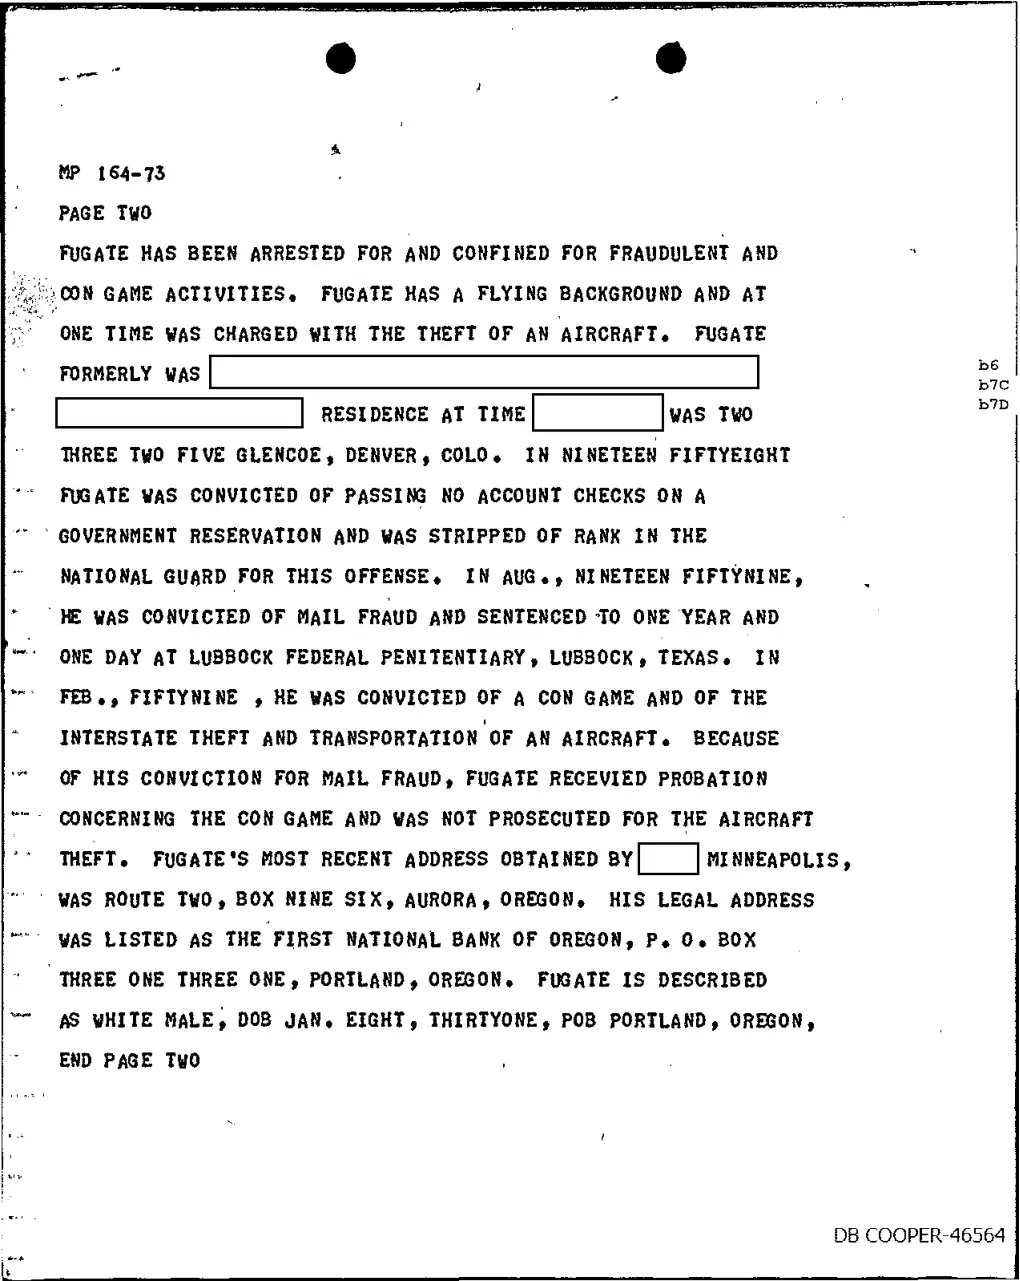 MP 164-73
PAGE TWO
FUGATE HAS BEEN ARRESTED FOR AND CONFINED FOR FRAUDULENT AND
CON GAME ACTIVITIES. FUGATE HAS A FLYING BACKGROUND AND AT
ONE TIME WAS CHARGED WITH THE THEFT OF AN AIRCRAFT. FUGATE
FORMERLY WAS
b6
b7C
b7D
RESIDENCE AT TIME WAS TWO
THREE TWO FIVE GLENCOE, DENVER, COLO. IN NINETEEN FIFTYEIGHT
FUGATE WAS CONVICTED OF PASSING NO ACCOUNT CHECKS ON A
GOVERNMENT RESERVATION AND WAS STRIPPED OF RANK IN THE
NATIONAL GUARD FOR THIS OFFENSE. IN AUG., NINETEEN FIFTYNINE,
HE WAS CONVICTED OF MAIL FRAUD AND SENTENCED TO ONE YEAR AND
ONE DAY AT LUBBOCK FEDERAL PENITENTIARY, LUBBOCK, TEXAS. IN
FEB., FIFTYNINE , HE WAS CONVICTED OF A CON GAME AND OF THE
INTERSTATE THEFT AND TRANSPORTATION OF AN AIRCRAFT. BECAUSE
OF HIS CONVICTION FOR MAIL FRAUD, FUGATE RECEVIED PROBATION
CONCERNING THE CON GAME AND WAS NOT PROSECUTED FOR THE AIRCRAFT
THEFT. FUGATE'S MOST RECENT ADDRESS OBTAINED BY MINNEAPOLIS,
WAS ROUTE TWO, BOX NINE SIX, AURORA, OREGON. HIS LEGAL ADDRESS
WAS LISTED AS THE FIRST NATIONAL BANK OF OREGON, P. O. BOX
THREE ONE THREE ONE, PORTLAND, OREGON. FUGATE IS DESCRIBED
AS WHITE MALE, DOB JAN. EIGHT, THIRTYONE, POB PORTLAND, OREGON,
END PAGE TWO
DB COOPER-46564